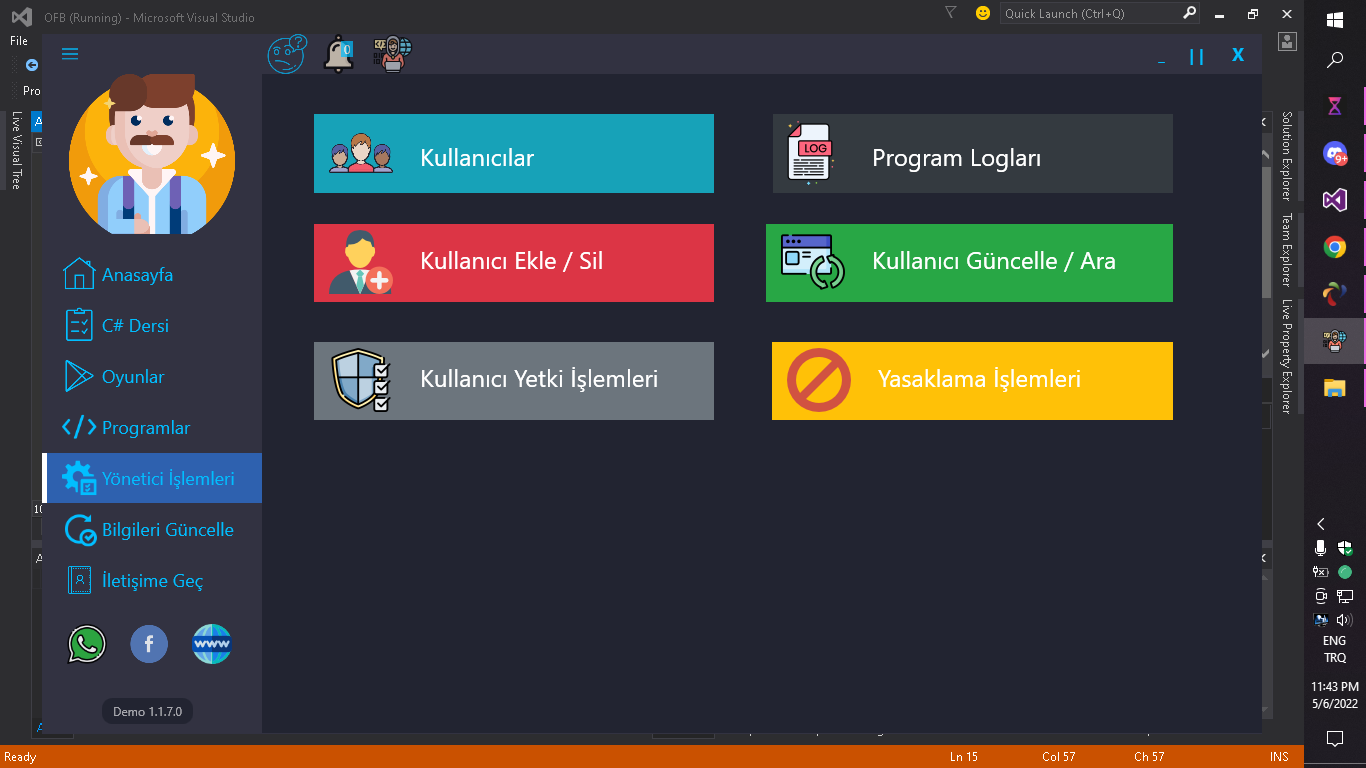 OFB (Running) - Microsoft Visual Studio
Quick Launch (Ctrl+Q)
File
0
_ || X
Pro
Live Visual Tree
Kullanıcılar
Program Logları
LOG
Kullanıcı Ekle / Sil
Kullanıcı Güncelle / Ara
Kullanıcı Yetki İşlemleri
Yasaklama İşlemleri
Anasayfa
C# Dersi
Oyunlar
Programlar
Yönetici İşlemleri
Bilgileri Güncelle
İletişime Geç
f
www
Demo 1.1.7.0
Solution Explorer
Team Explorer
Live Property Explorer
9+
ENG
TRQ
11:43 PM
5/6/2022
Ready
Ln 15
Col 57
Ch 57
INS